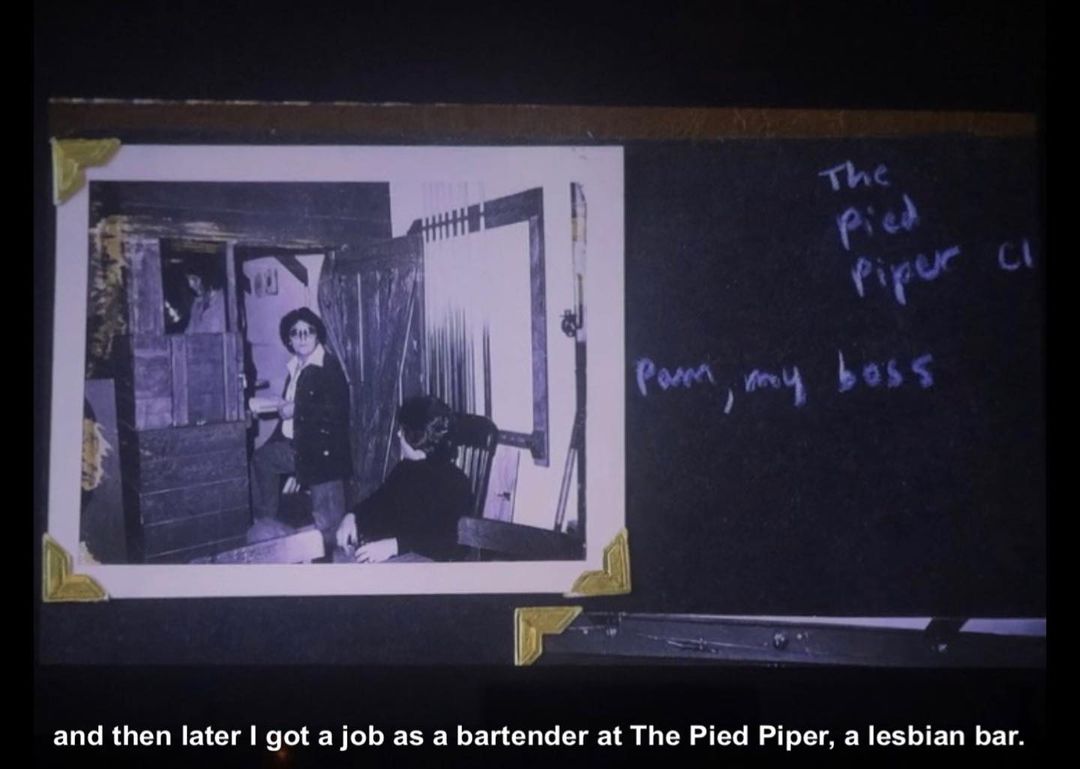 The
Pied
Piper Cl
Pam, my boss
and then later I got a job as a bartender at The Pied Piper, a lesbian bar.